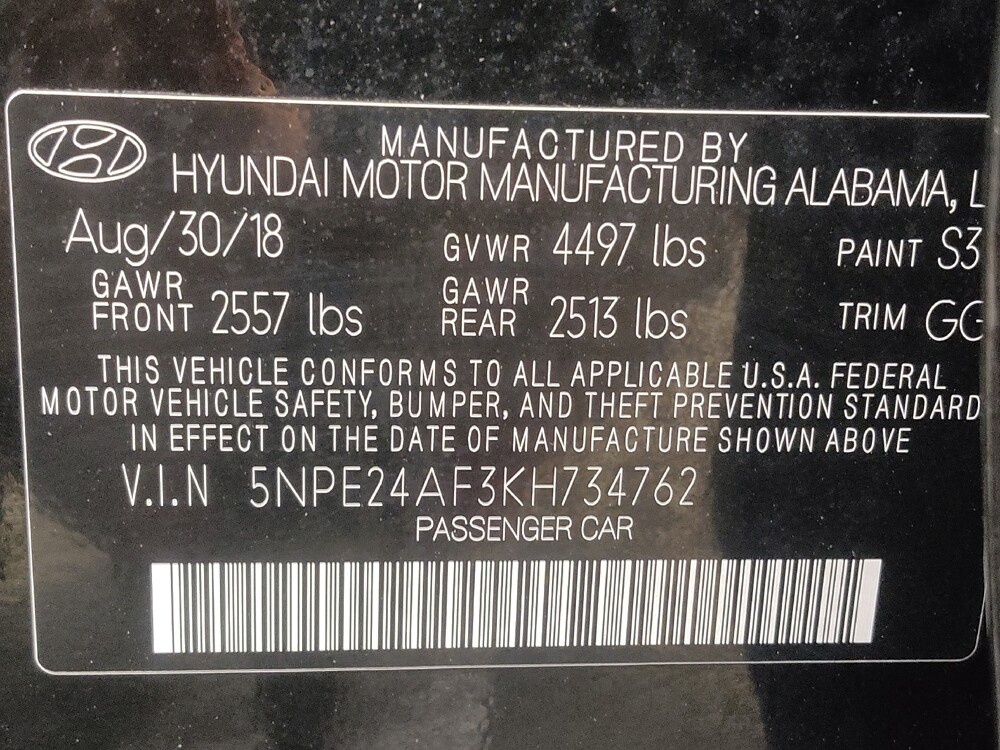 MANUFACTURED BY
HYUNDAI MOTOR MANUFACTURING ALABAMA, L
Aug/30/18 GVWR 4497 lbs PAINT S3
GAWR FRONT 2557 lbs GAWR REAR 2513 lbs TRIM GG
THIS VEHICLE CONFORMS TO ALL APPLICABLE U.S.A. FEDERAL
MOTOR VEHICLE SAFETY, BUMPER, AND THEFT PREVENTION STANDARD
IN EFFECT ON THE DATE OF MANUFACTURE SHOWN ABOVE
V.I.N 5NPE24AF3KH734762
PASSENGER CAR